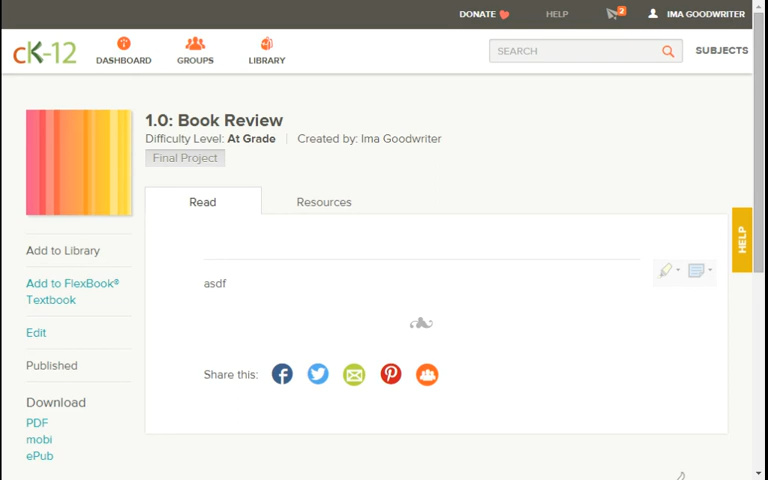 DONATE HELP 2 IMA GOODWRITER
cK-12 DASHBOARD GROUPS LIBRARY SEARCH SUBJECTS
1.0: Book Review
Difficulty Level: At Grade Created by: Ima Goodwriter
Final Project
Read Resources
Add to Library
Add to FlexBook®
Textbook
Edit
Published
Download
PDF
mobi
ePub
asdf
Share this:
HELP